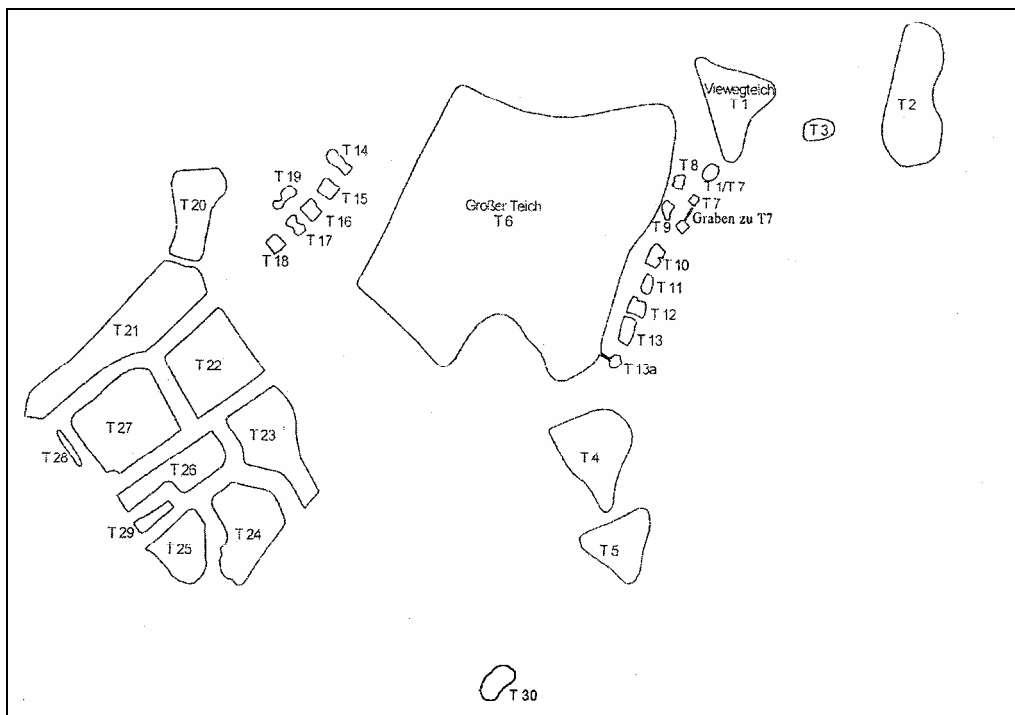 Viewegteich
T 1
T 2
T 3
T 14
T 8
T 19
T 15
T 1/T7
T 20
T 7
Großer Teich
T 6
T 16
T 9
Graben zu T7
T 17
T 18
T 10
T 11
T 12
T 21
T 13
T 22
T 13a
T 27
T 23
T 28
T 4
T 26
T 29
T 24
T 25
T 5
T 30